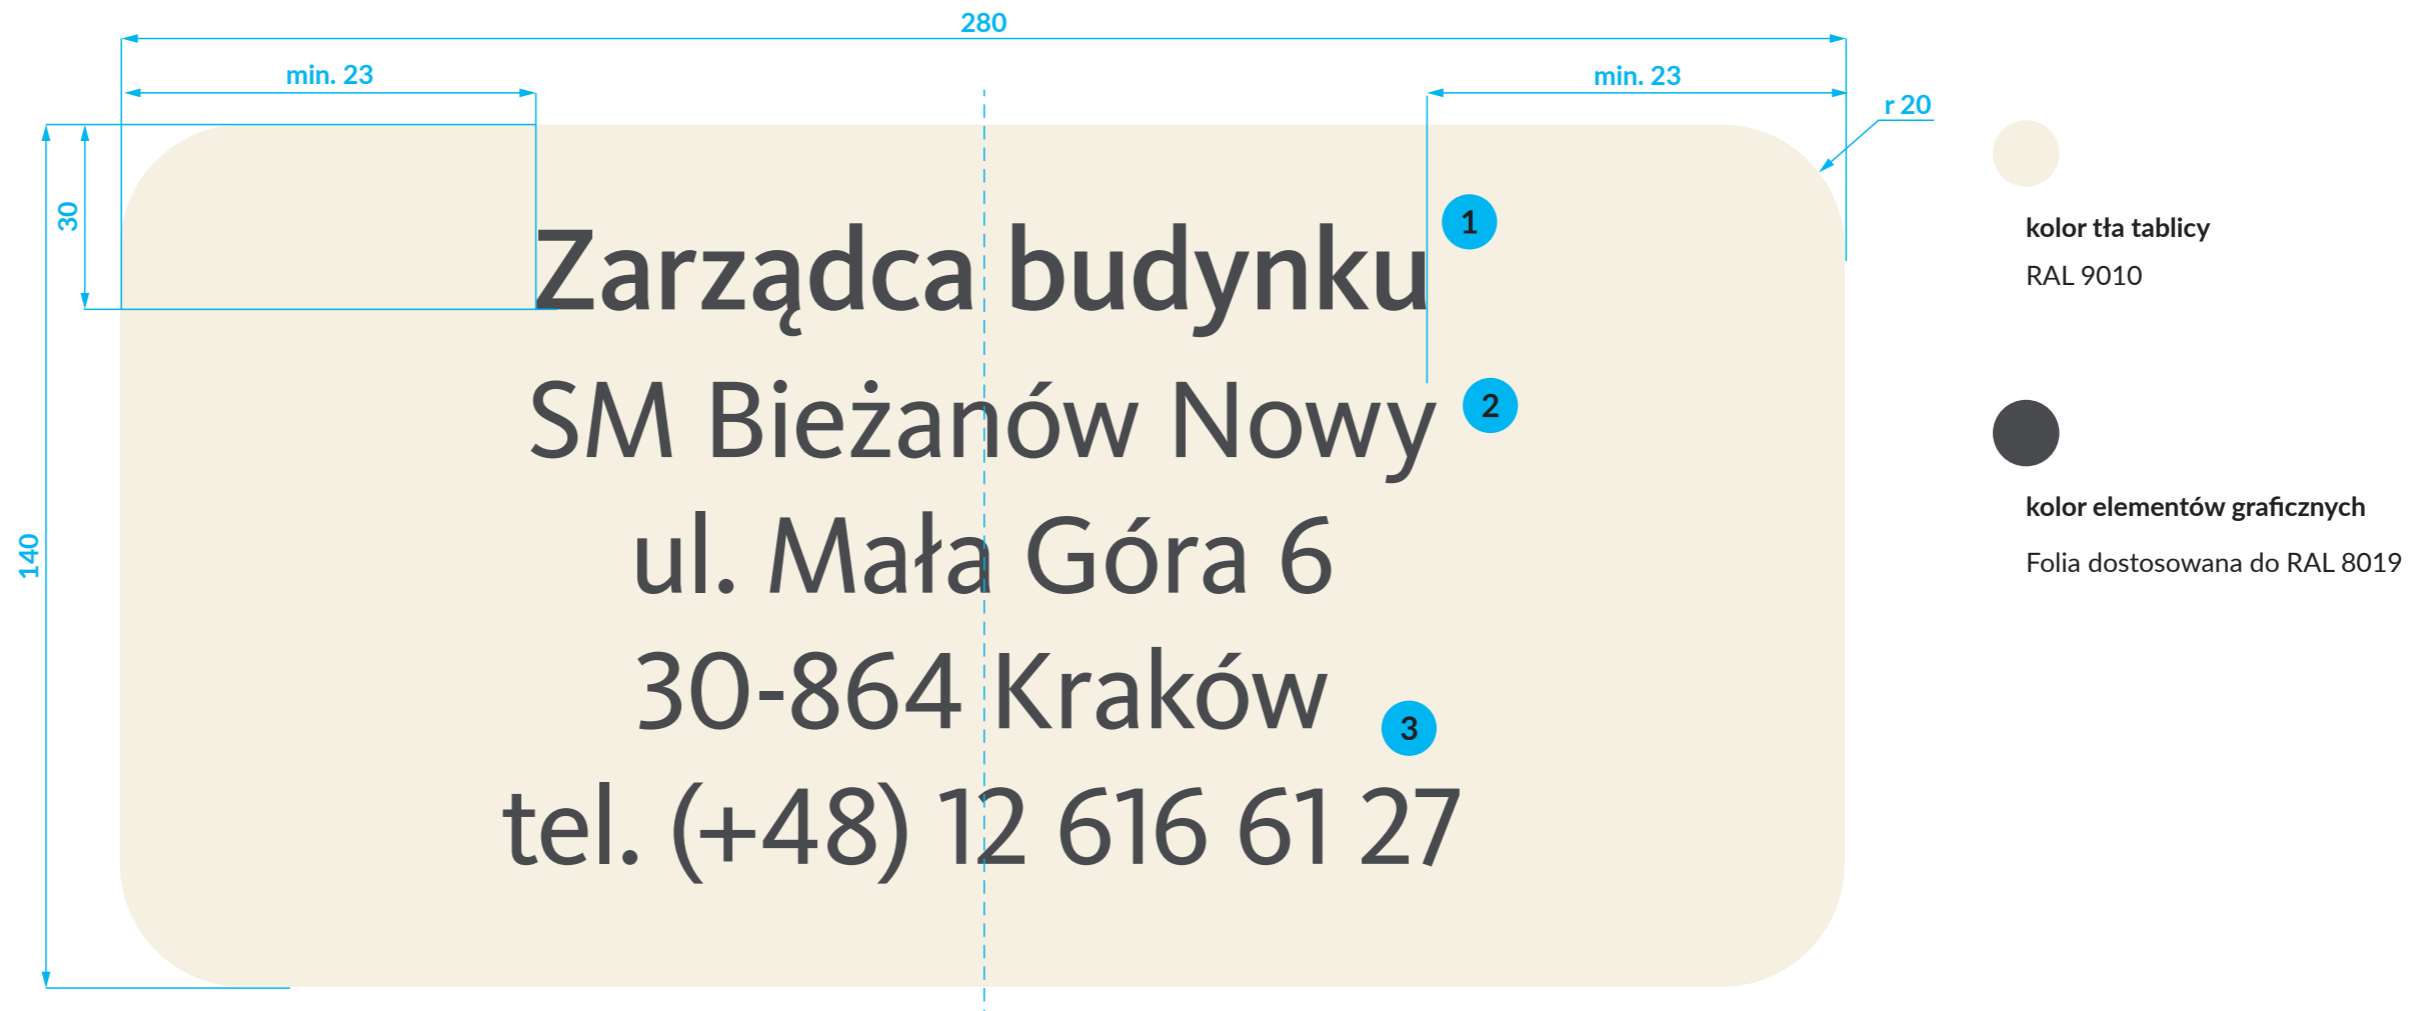 280
min. 23
min. 23
r 20
30
140
Zarządca budynku
1
SM Bieżanów Nowy
2
ul. Mała Góra 6
30-864 Kraków
3
tel. (+48) 12 616 61 27
kolor tła tablicy
RAL 9010
kolor elementów graficznych
Folia dostosowana do RAL 8019